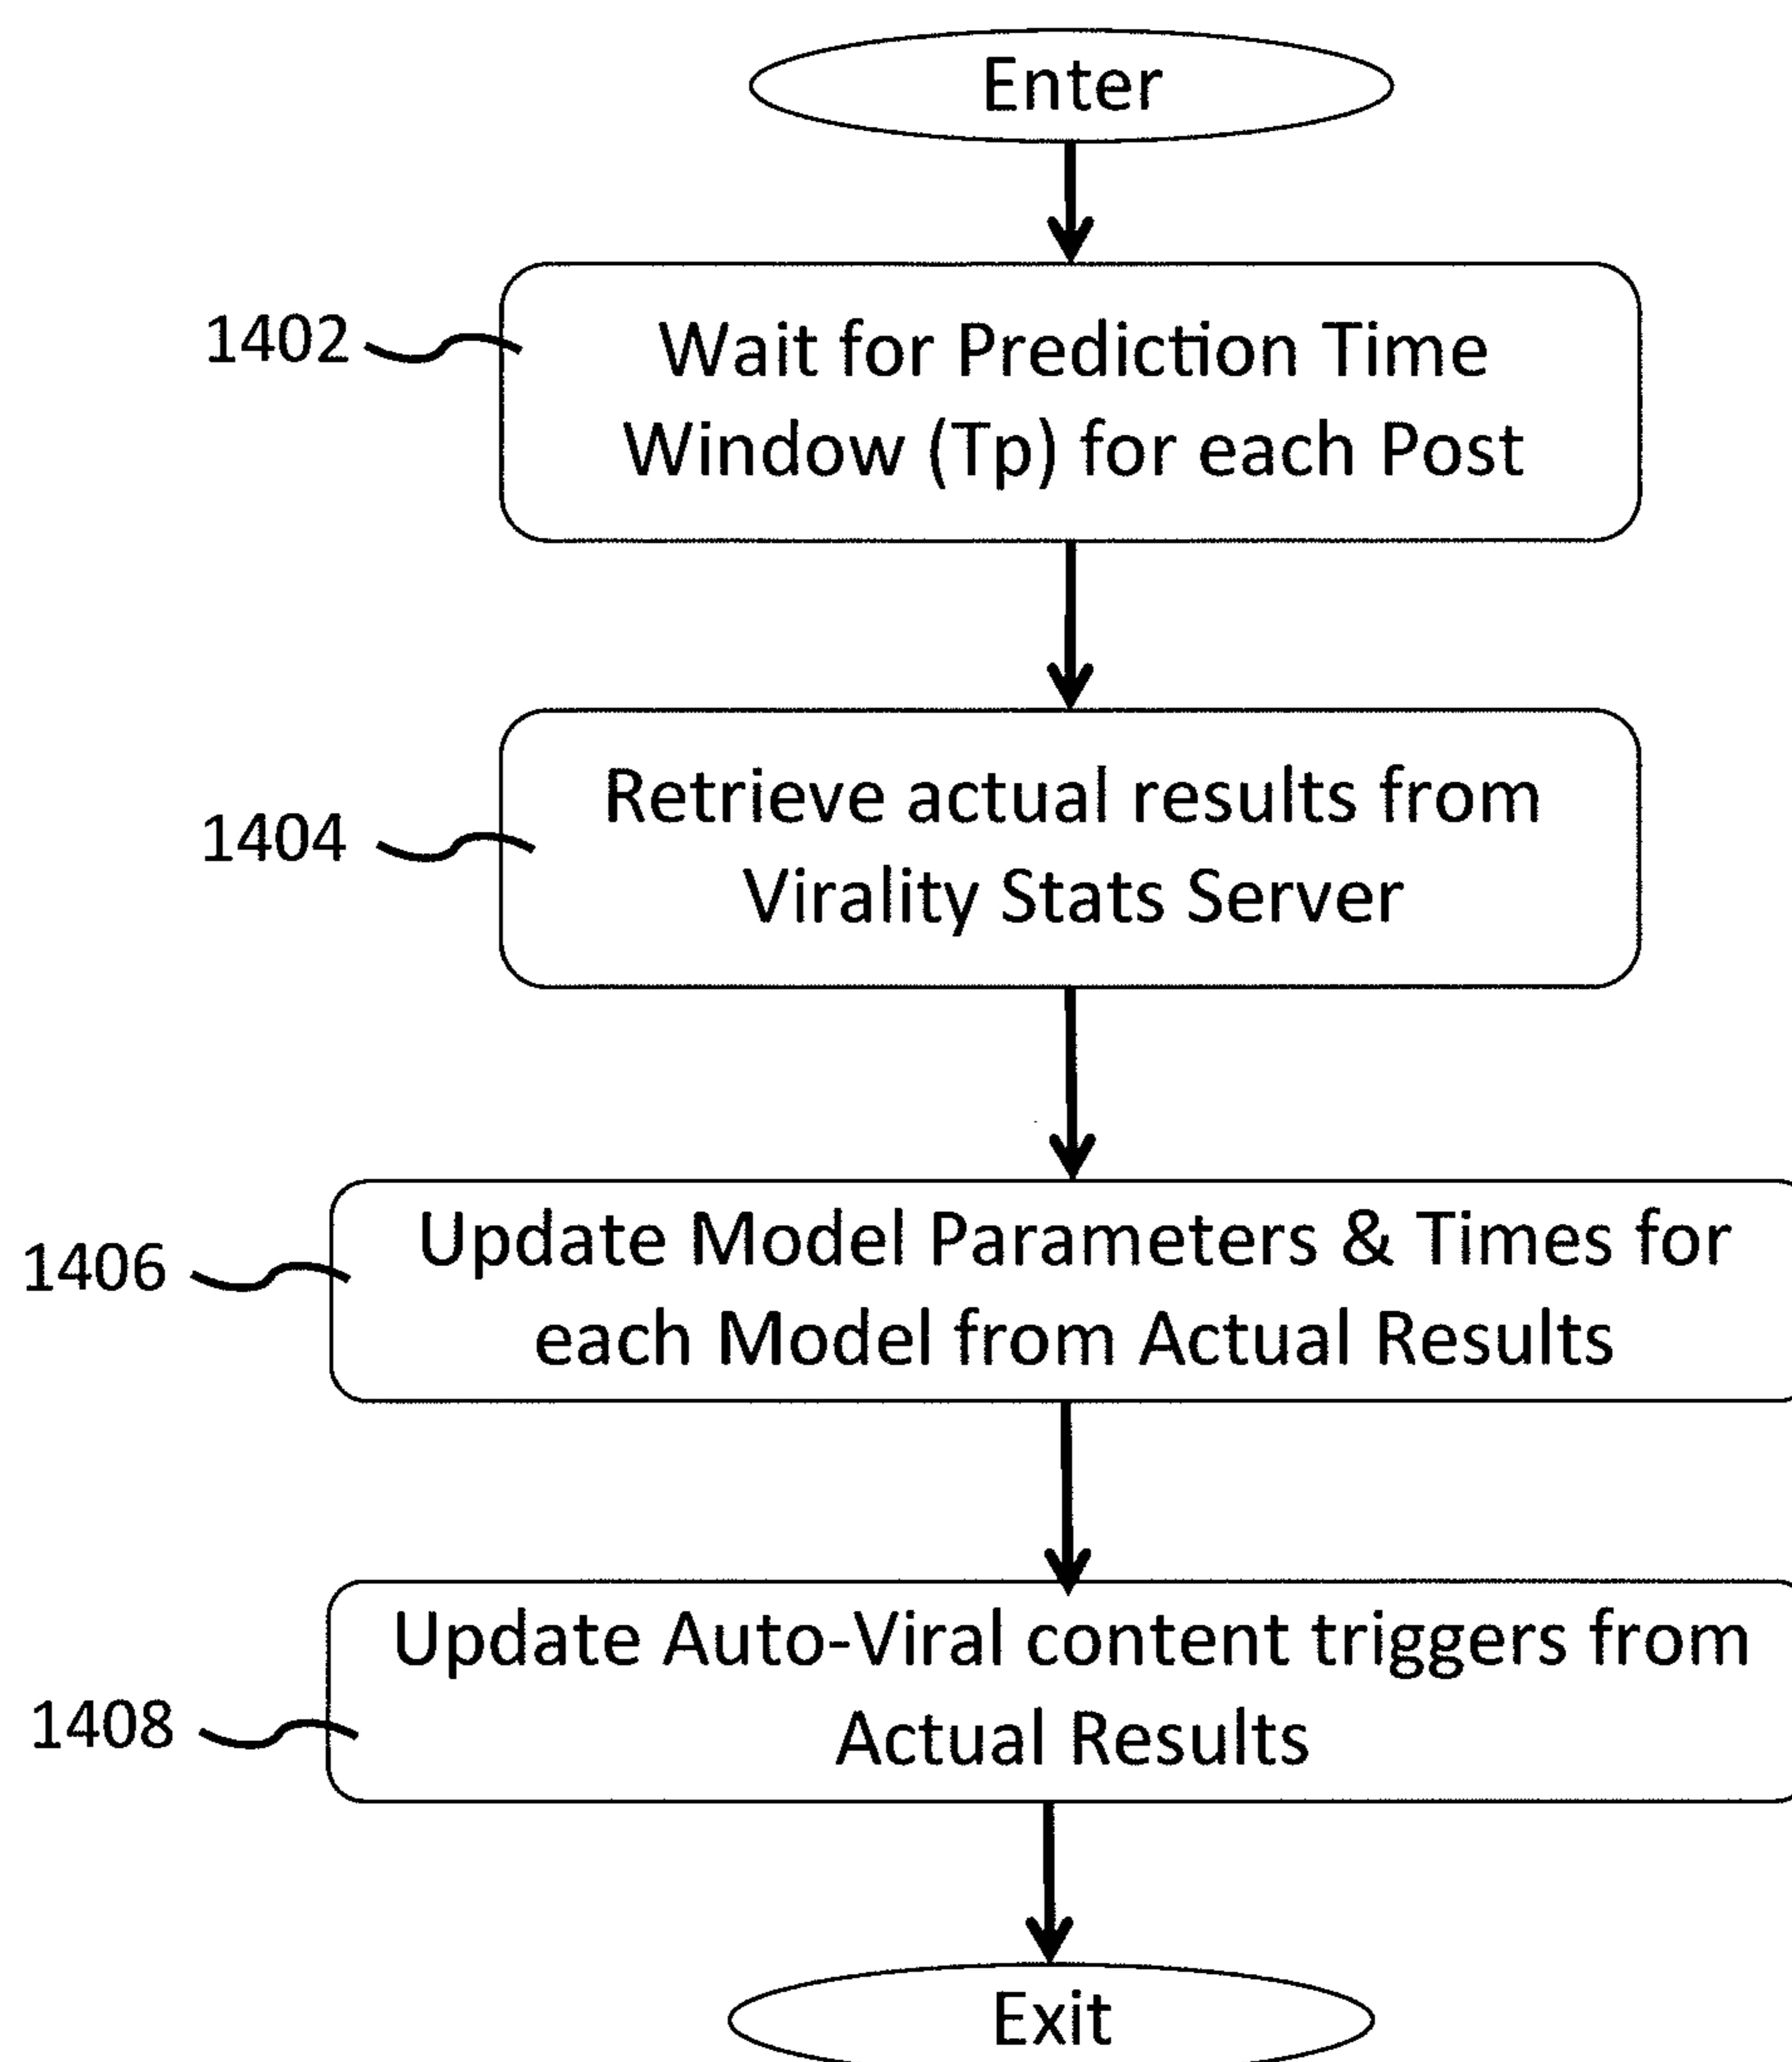 Enter
1402
Wait for Prediction Time
Window (Tp) for each Post
1404
Retrieve actual results from
Virality Stats Server
1406
Update Model Parameters & Times for
each Model from Actual Results
1408
Update Auto-Viral content triggers from
Actual Results
Exit